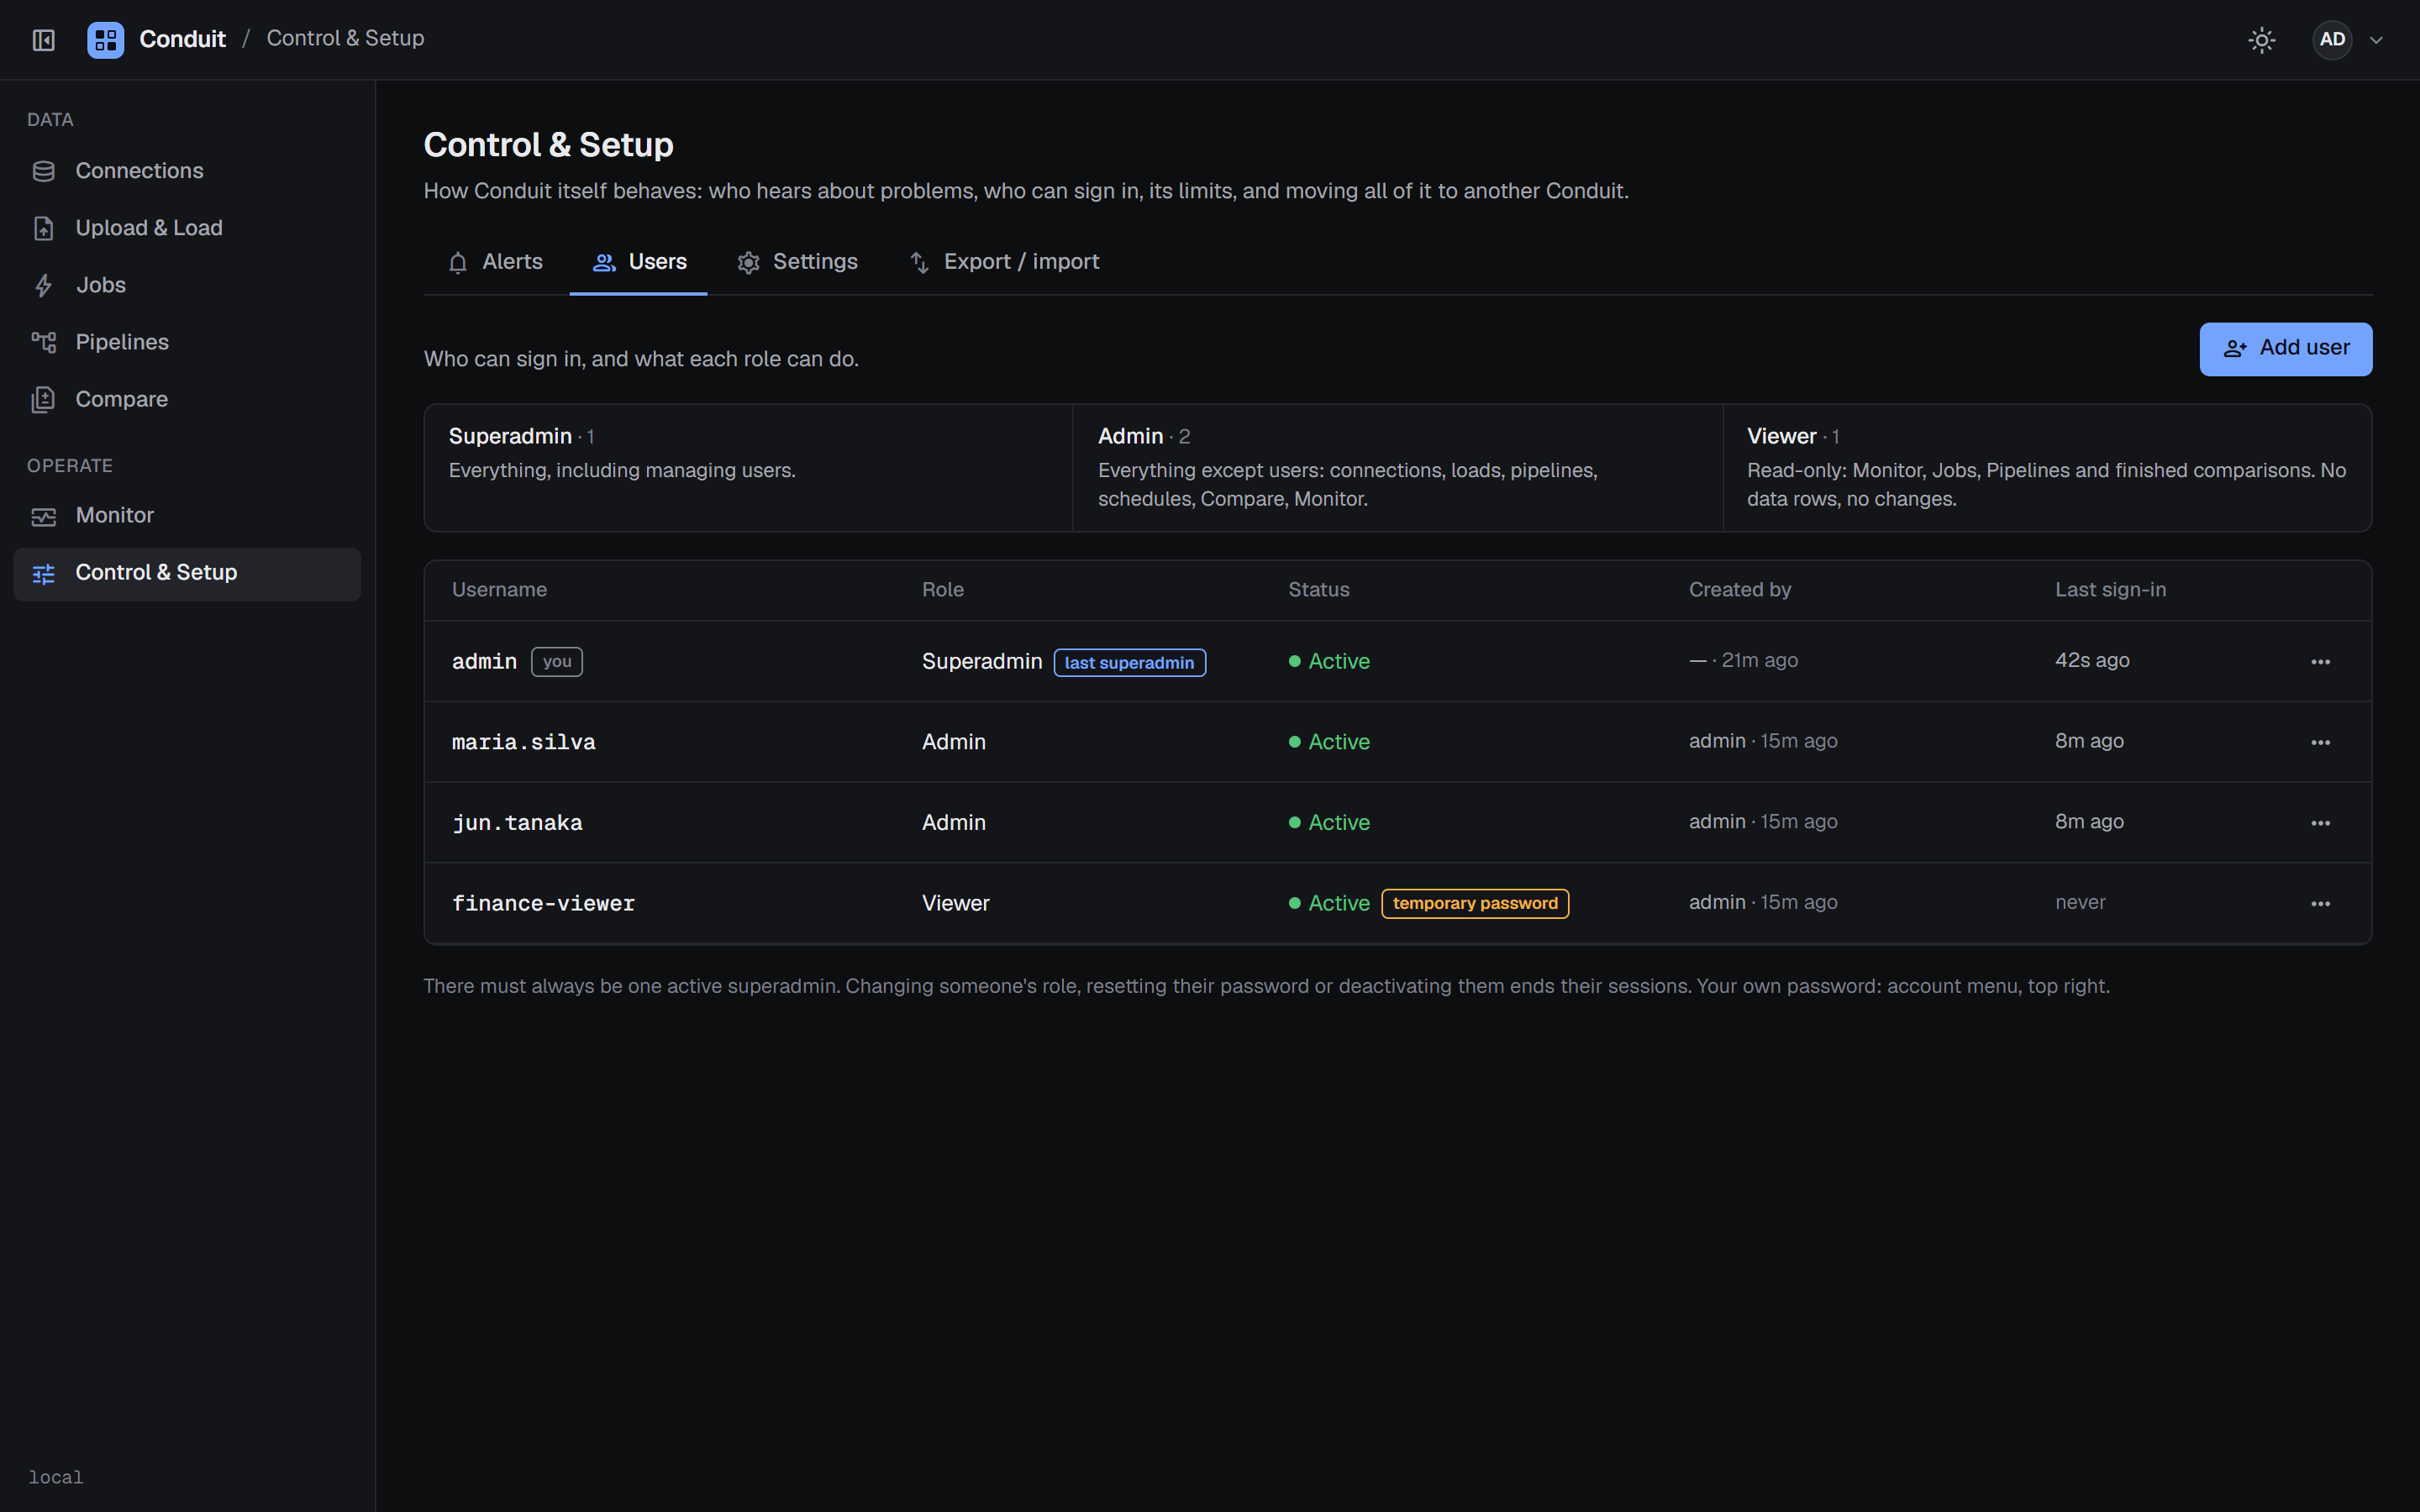 Conduit / Control & Setup
AD
DATA
Connections
Upload & Load
Jobs
Pipelines
Compare
OPERATE
Monitor
Control & Setup
local
Control & Setup
How Conduit itself behaves: who hears about problems, who can sign in, its limits, and moving all of it to another Conduit.
Alerts Users Settings Export / import
Who can sign in, and what each role can do.
Add user
Superadmin · 1
Everything, including managing users.
Admin · 2
Everything except users: connections, loads, pipelines,
schedules, Compare, Monitor.
Viewer · 1
Read-only: Monitor, Jobs, Pipelines and finished comparisons. No
data rows, no changes.
Username Role Status Created by Last sign-in
admin you Superadmin last superadmin Active — · 21m ago 42s ago
maria.silva Admin Active admin · 15m ago 8m ago
jun.tanaka Admin Active admin · 15m ago 8m ago
finance-viewer Viewer Active temporary password admin · 15m ago never
There must always be one active superadmin. Changing someone's role, resetting their password or deactivating them ends their sessions. Your own password: account menu, top right.